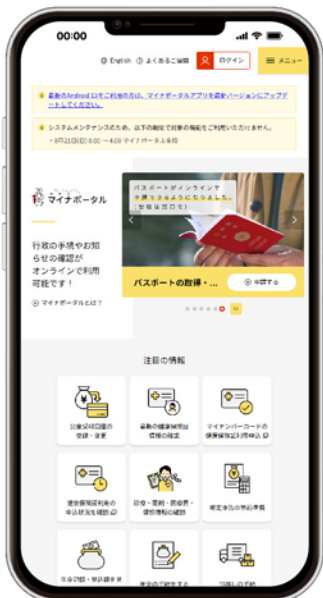 00:00
English よくあるご質問 ログイン メニュー
最新のAndroid 13をご利用の方は、マイナポータルアプリを最新バージョンにアップデートしてください。
システムメンテナンスのため、以下の期間で対象の機能をご利用いただけません。
マイナポータル
行政の手続やお知
らせの確認が
オンラインで利用
可能です！
マイナポータルとは？
パスポートがオンラインで
申請できるようになりました。
(受取は窓口で)
パスポートの取得・...
申請する
注目の情報
公金受取口座の
登録・変更
最新の健康保険証
情報の確認
マイナンバーカードの
健康保険証利用申込
健康保険証利用の
申込状況を確認
診療・薬剤・医療費・
健診情報の確認
確定申告の事前準備